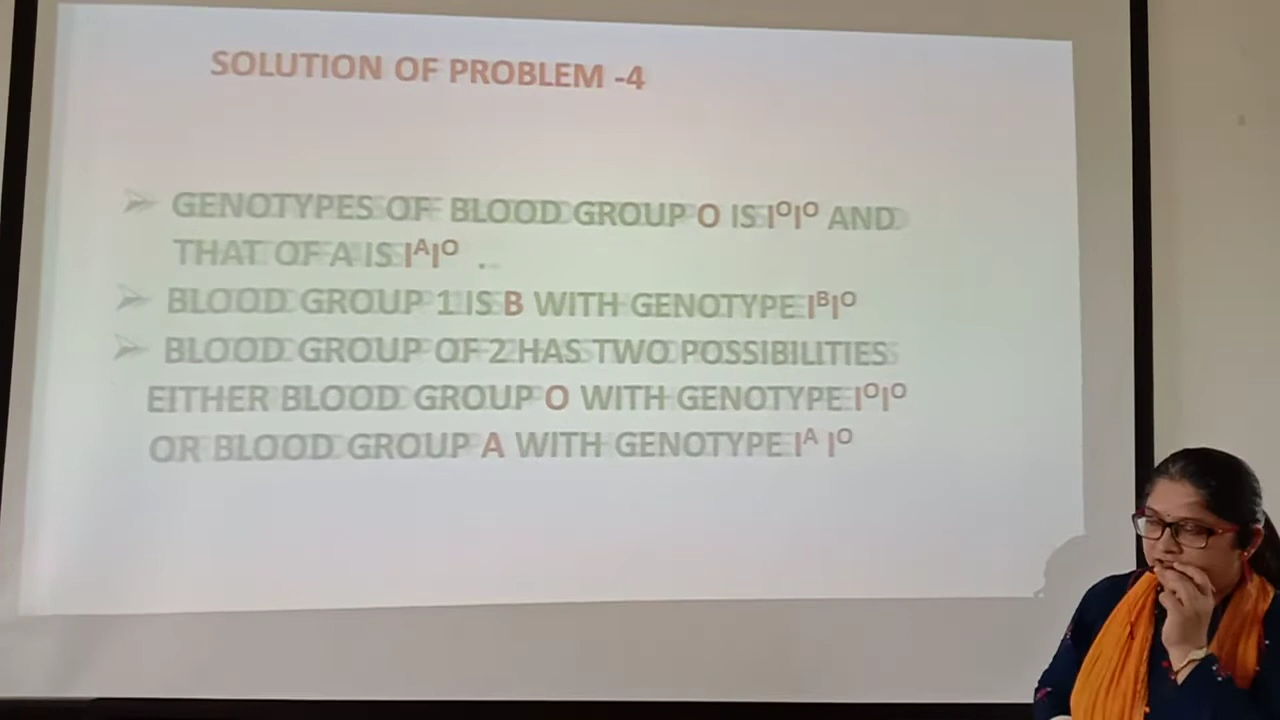 SOLUTION OF PROBLEM -4
GENOTYPES OF BLOOD GROUP O IS IᴼIᴼ AND
THAT OF A IS IᴬIᴼ .
BLOOD GROUP 1 IS B WITH GENOTYPE IᴮIᴼ
BLOOD GROUP OF 2 HAS TWO POSSIBILITIES
EITHER BLOOD GROUP O WITH GENOTYPE IᴼIᴼ
OR BLOOD GROUP A WITH GENOTYPE Iᴬ Iᴼ